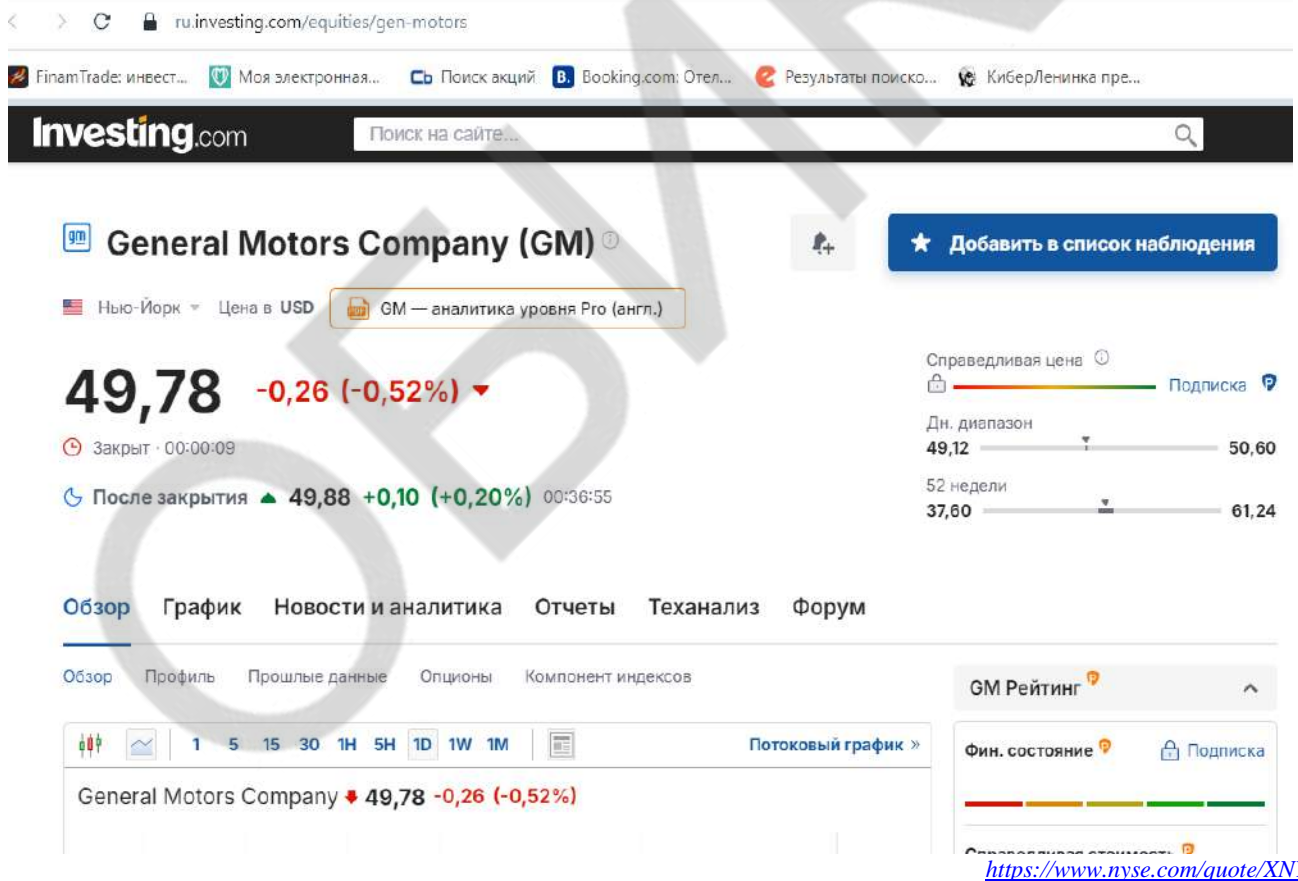 ru.investing.com/equities/gen-motors
FinamTrade: инвест... Моя электронная... Сb Поиск акций B. Booking.com: Отел... Результаты поиско... КиберЛенинка пре...
Investing.com Поиск на сайте...
gm General Motors Company (GM) Добавить в список наблюдения
Нью-Йорк Цена в USD GM — аналитика уровня Pro (англ.)
49,78 -0,26 (-0,52%)
Справедливая цена
Подписка
Закрыт · 00:00:09
Дн. диапазон
49,12 50,60
После закрытия 49,88 +0,10 (+0,20%) 00:36:55
52 недели
37,60 61,24
Обзор График Новости и аналитика Отчеты Теханализ Форум
Обзор Профиль Прошлые данные Опционы Компонент индексов
GM Рейтинг
1 5 15 30 1H 5H 1D 1W 1M Потоковый график »
Фин. состояние Подписка
General Motors Company 49,78 -0,26 (-0,52%)
Справедливая стоимость
https://www.nyse.com/quote/XN